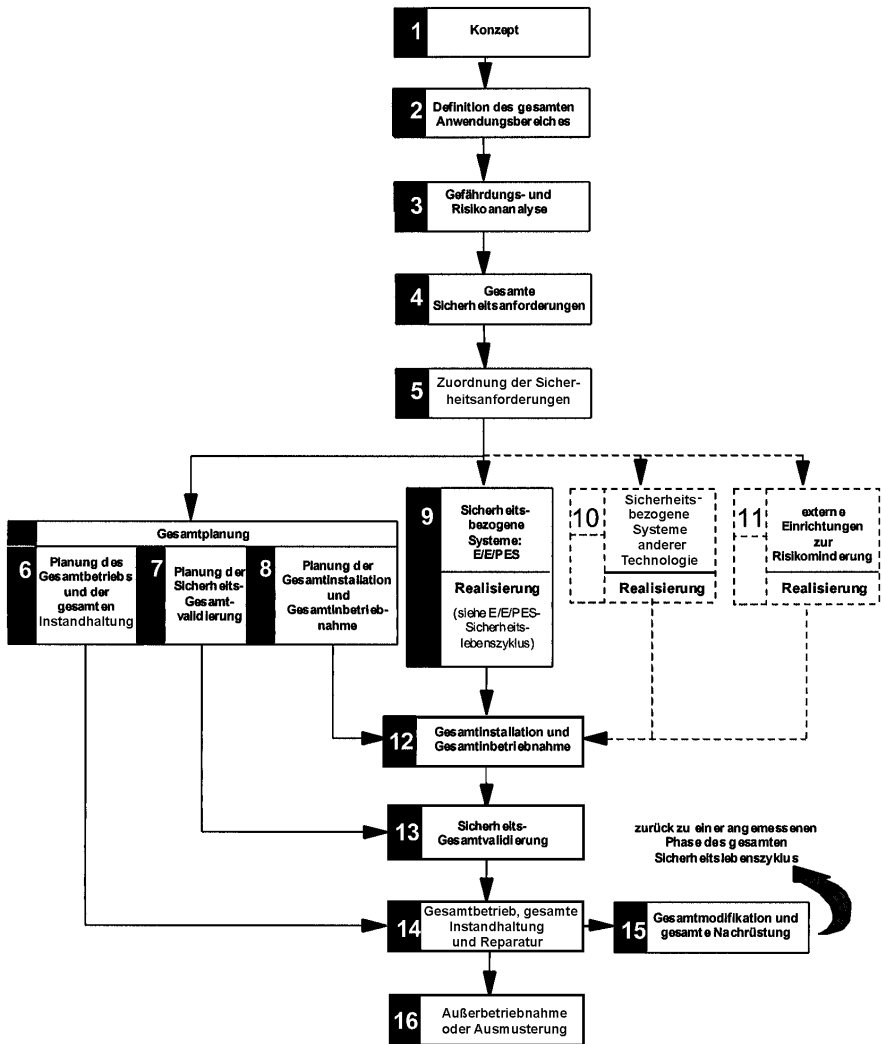 1
Konzept
2
Definition des gesamten
Anwendungsbereiches
3
Gefährdungs- und
Risikoananalyse
4
Gesamte
Sicherheitsanforderungen
5
Zuordnung der Sicher-
heitsanforderungen
Gesamtplanung
6
Planung des
Gesamtbetriebs
und der
gesamten
Instandhaltung
7
Planung der
Sicherheits-
Gesamt-
validierung
8
Planung der
Gesamtinstallation
und
Gesamtinbetrieb-
nahme
9
Sicherheits-
bezogene
Systeme:
E/E/PES
Realisierung
(siehe E/E/PES-
Sicherheits-
lebenszyklus)
10
Sicherheits-
bezogene
Systeme
anderer
Technologie
Realisierung
11
externe
Einrichtungen
zur
Risikominderung
Realisierung
12
Gesamtinstallation und
Gesamtinbetriebnahme
13
Sicherheits-
Gesamtvalidierung
zurück zu einer angemessenen
Phase des gesamten
Sicherheitslebenszyklus
14
Gesamtbetrieb, gesamte
Instandhaltung
und Reparatur
15
Gesamtmodifikation und
gesamte Nachrüstung
16
Außerbetriebnahme
oder Ausmusterung